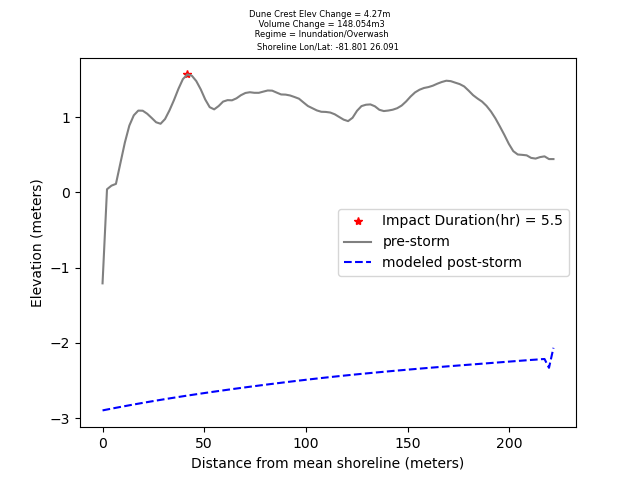 Dune Crest Elev Change = 4.27m
Volume Change = 148.054m3
Regime = Inundation/Overwash
Shoreline Lon/Lat: -81.801 26.091
1
0
−1
−2
−3
Elevation (meters)
Impact Duration(hr) = 5.5
pre-storm
modeled post-storm
0 50 100 150 200
Distance from mean shoreline (meters)